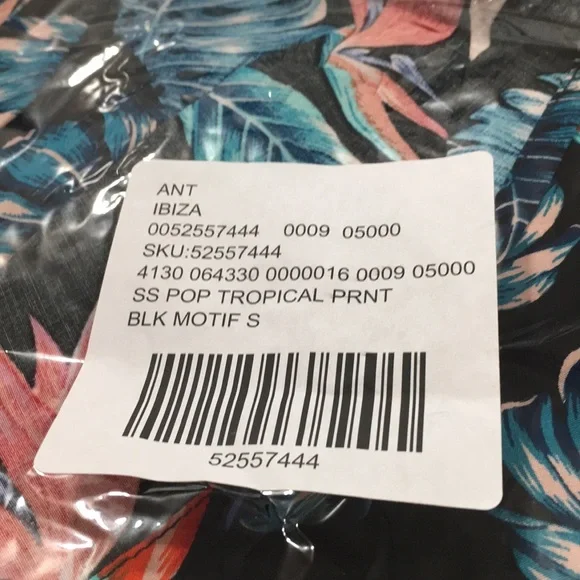 ANT
IBIZA
0052557444 0009 05000
SKU:52557444
4130 064330 0000016 0009 05000
SS POP TROPICAL PRNT
BLK MOTIF S
52557444